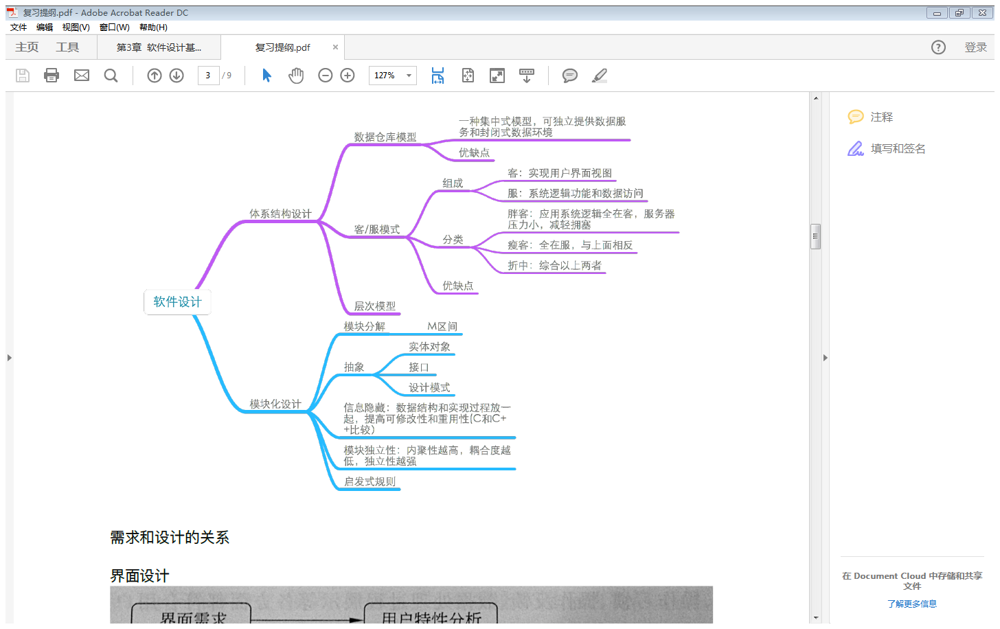 复习提纲.pdf - Adobe Acrobat Reader DC
文件 编辑 视图(V) 窗口(W) 帮助(H)
主页 工具 第3章 软件设计基... 复习提纲.pdf × 登录
3 / 9 127%
一种集中式模型，可独立提供数据服
务和封闭式数据环境
数据仓库模型
优缺点
客：实现用户界面视图
组成
服：系统逻辑功能和数据访问
体系结构设计
胖客：应用系统逻辑全在客，服务器
压力小，减轻拥塞
客/服模式
分类
瘦客：全在服，与上面相反
折中：综合以上两者
优缺点
层次模型
软件设计
模块分解 M区间
实体对象
抽象
接口
设计模式
模块化设计
信息隐藏：数据结构和实现过程放一
起，提高可修改性和重用性(C和C+
+比较）
模块独立性：内聚性越高，耦合度越
低，独立性越强
启发式规则
需求和设计的关系
界面设计
界面需求 用户特性分析
注释
填写和签名
在 Document Cloud 中存储和共享
文件
了解更多信息